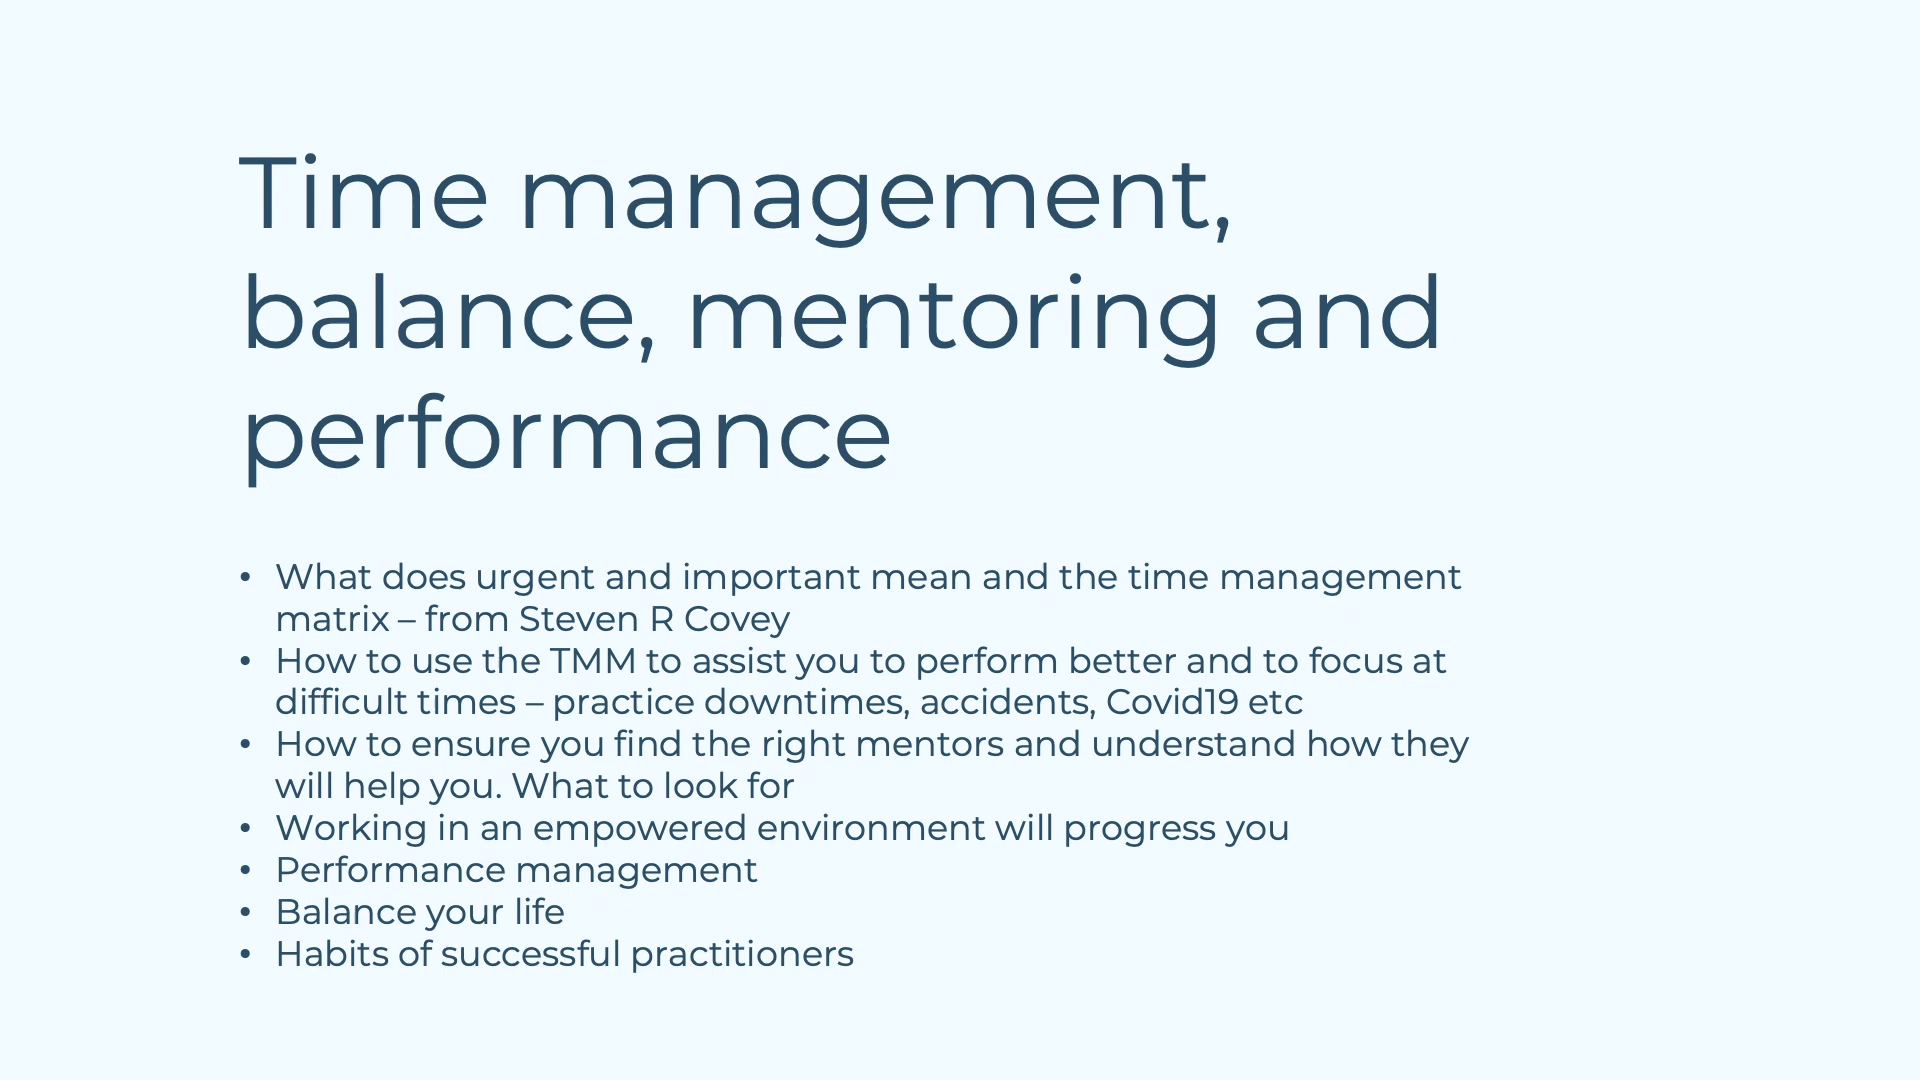 Time management,
balance, mentoring and
performance
• What does urgent and important mean and the time management
matrix – from Steven R Covey
• How to use the TMM to assist you to perform better and to focus at
difficult times – practice downtimes, accidents, Covid19 etc
• How to ensure you find the right mentors and understand how they
will help you. What to look for
• Working in an empowered environment will progress you
• Performance management
• Balance your life
• Habits of successful practitioners